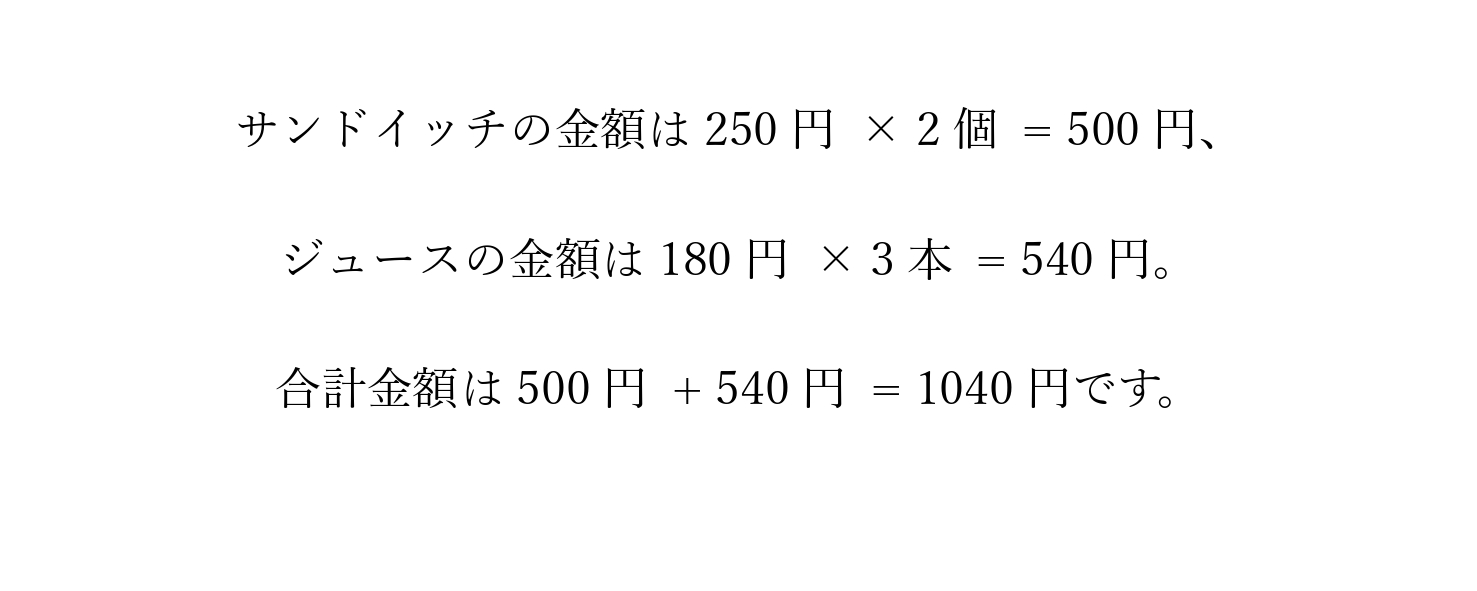 サンドイッチの金額は 250 円 × 2 個 = 500 円、
ジュースの金額は 180 円 × 3 本 = 540 円。
合計金額は 500 円 + 540 円 = 1040 円です。